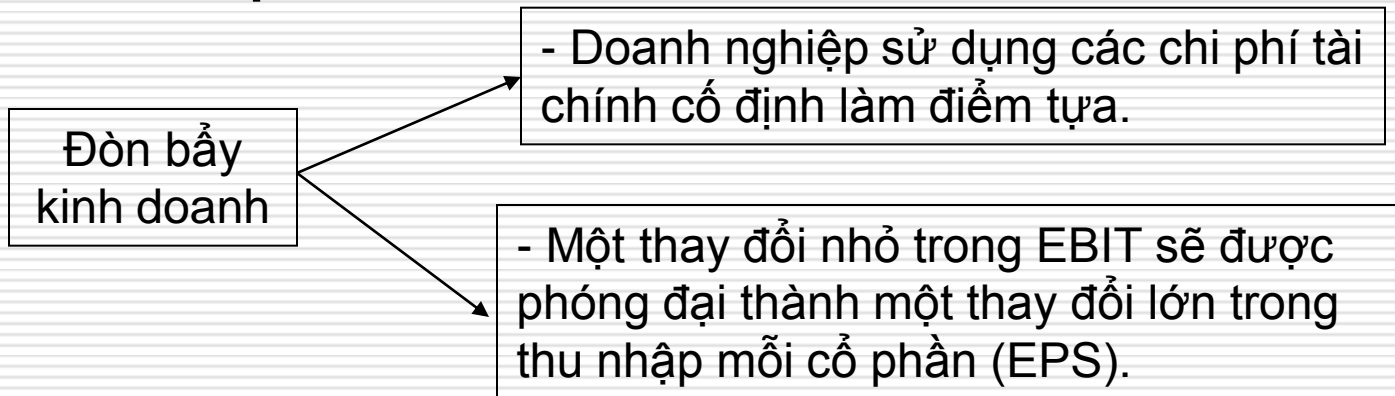 Đòn bẩy
kinh doanh
- Doanh nghiệp sử dụng các chi phí tài
chính cố định làm điểm tựa.
- Một thay đổi nhỏ trong EBIT sẽ được
phóng đại thành một thay đổi lớn trong
thu nhập mỗi cổ phần (EPS).